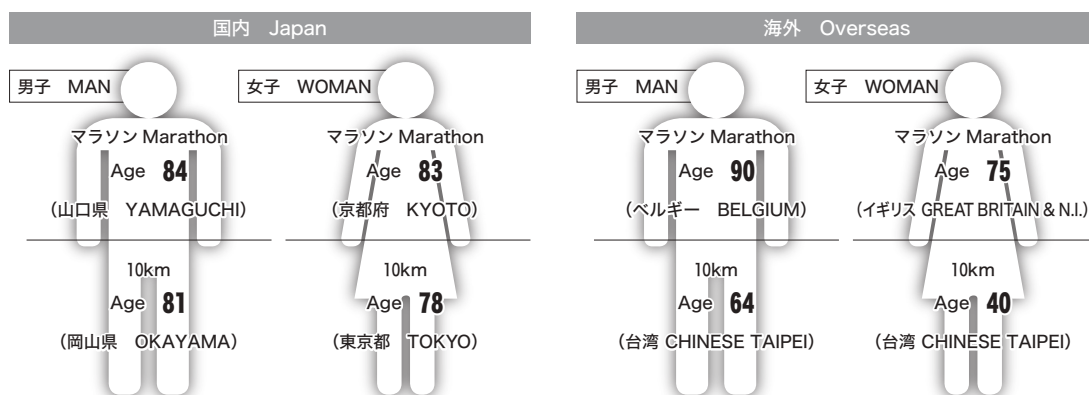 国内 Japan
男子 MAN
マラソン Marathon
Age 84
(山口県 YAMAGUCHI)
10km
Age 81
(岡山県 OKAYAMA)
女子 WOMAN
マラソン Marathon
Age 83
(京都府 KYOTO)
10km
Age 78
(東京都 TOKYO)
海外 Overseas
男子 MAN
マラソン Marathon
Age 90
(ベルギー BELGIUM)
10km
Age 64
(台湾 CHINESE TAIPEI)
女子 WOMAN
マラソン Marathon
Age 75
(イギリス GREAT BRITAIN & N.I.)
10km
Age 40
(台湾 CHINESE TAIPEI)